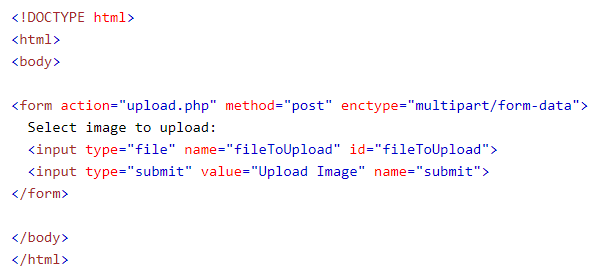 <!DOCTYPE html>
<html>
<body>
<form action="upload.php" method="post" enctype="multipart/form-data">
Select image to upload:
<input type="file" name="fileToUpload" id="fileToUpload">
<input type="submit" value="Upload Image" name="submit">
</form>
</body>
</html>